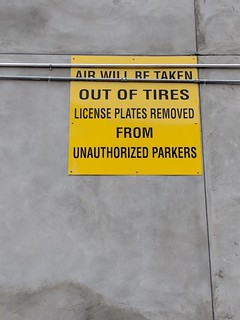 AIR WILL BE TAKEN
OUT OF TIRES
LICENSE PLATES REMOVED
FROM
UNAUTHORIZED PARKERS